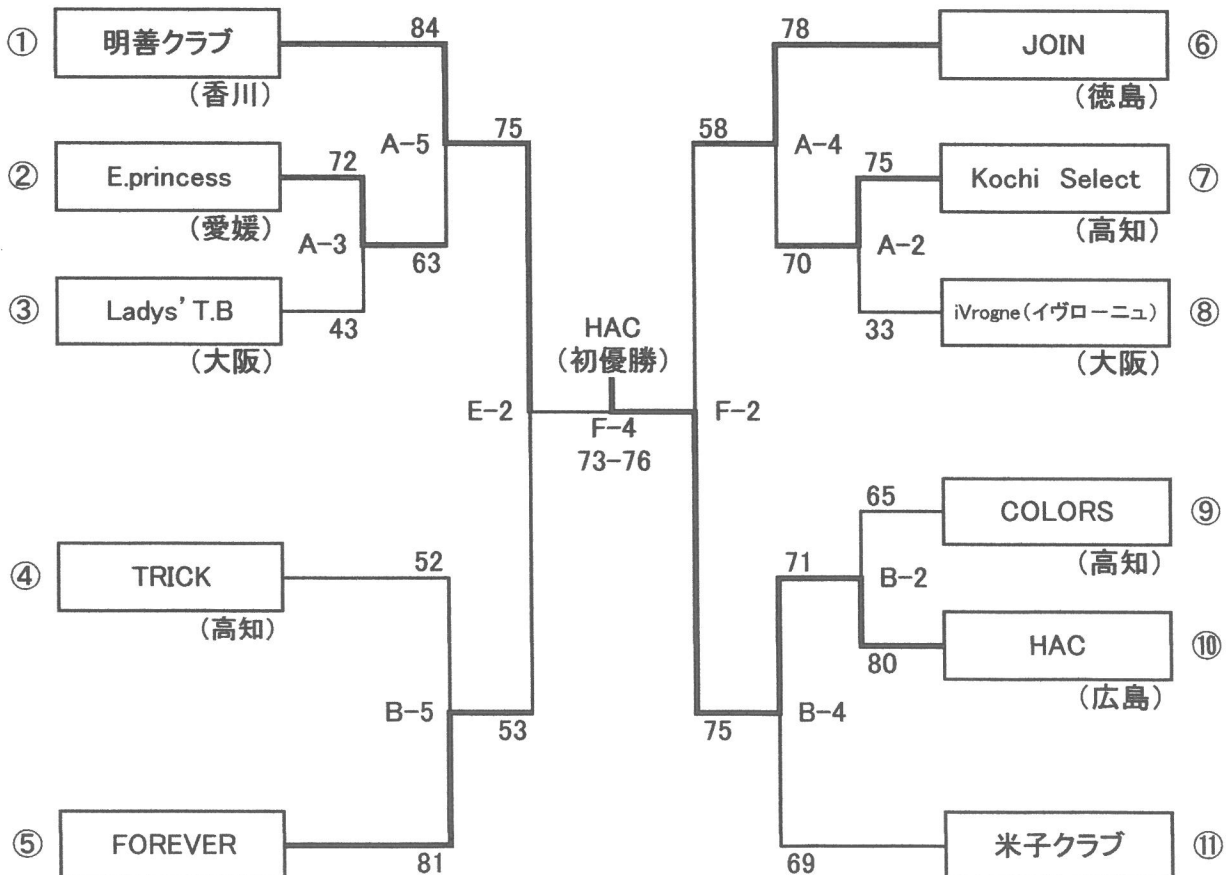 ① 明善クラブ 84 78 JOIN ⑥
(香川) (徳島)
A-5 75 58 A-4
② E.princess 72 75 Kochi Select ⑦
(愛媛) A-3 63 70 A-2 (高知)
③ Ladys' T.B 43 33 iVrogne(イヴローニュ) ⑧
(大阪) (大阪)
HAC
(初優勝)
E-2 F-2
F-4
73-76
65 COLORS ⑨
(高知)
④ TRICK 52 71 B-2
(高知)
80 HAC ⑩
(広島)
B-5 53 75 B-4
⑤ FOREVER 81 69 米子クラブ ⑪